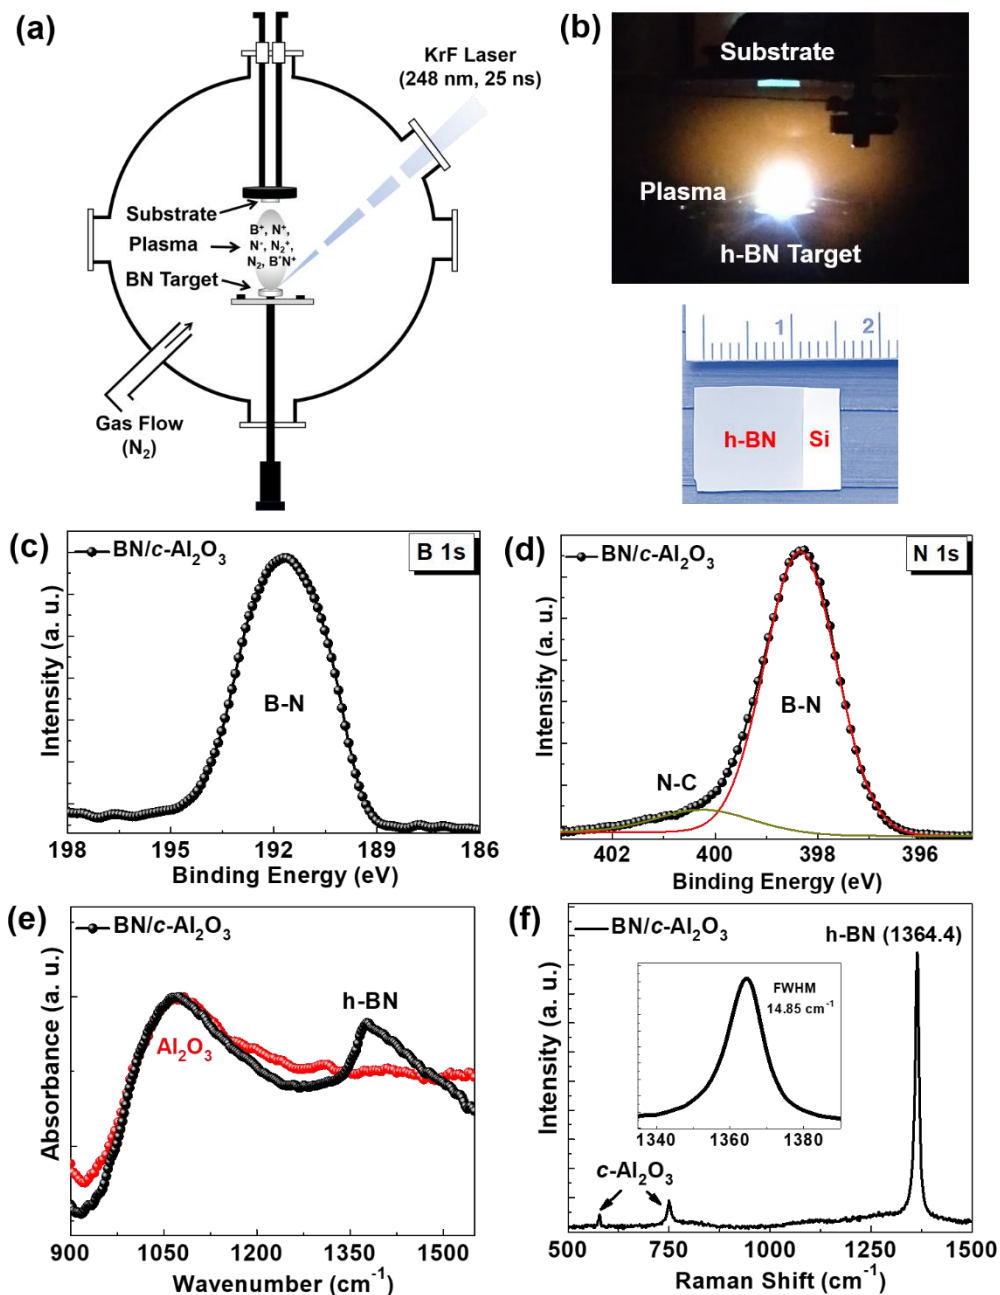 (a)
KrF Laser
(248 nm, 25 ns)
Substrate
Plasma
BN Target
B⁺, N⁺,
N⁻, N₂⁺,
N₂, B⁺N⁺
Gas Flow
(N₂)
(b)
Substrate
Plasma
h-BN Target
1 2
h-BN Si
(c)
BN/c-Al₂O₃
B 1s
B-N
Intensity (a. u.)
198 195 192 189 186
Binding Energy (eV)
(d)
BN/c-Al₂O₃
N 1s
B-N
N-C
Intensity (a. u.)
402 400 398 396
Binding Energy (eV)
(e)
BN/c-Al₂O₃
h-BN
Al₂O₃
Absorbance (a. u.)
900 1050 1200 1350 1500
Wavenumber (cm⁻¹)
(f)
BN/c-Al₂O₃
h-BN (1364.4)
FWHM
14.85 cm⁻¹
1340 1360 1380
c-Al₂O₃
Intensity (a. u.)
500 750 1000 1250 1500
Raman Shift (cm⁻¹)